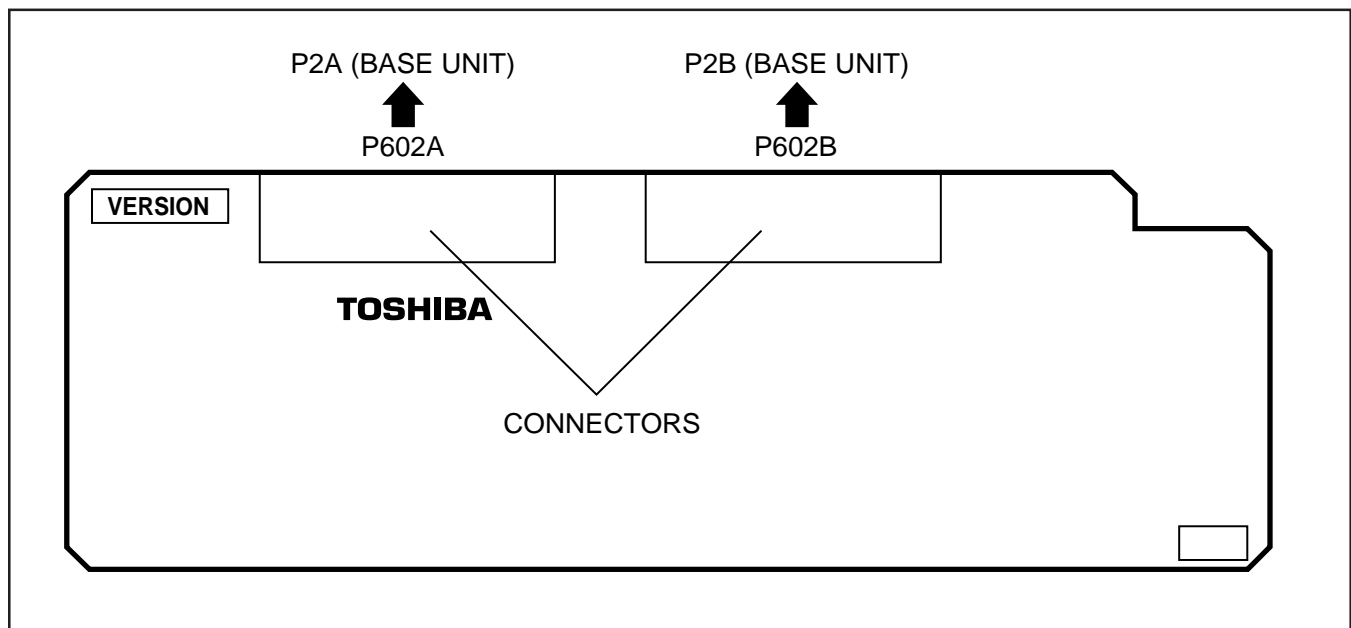 P2A (BASE UNIT) P2B (BASE UNIT)
P602A P602B
VERSION
TOSHIBA
CONNECTORS